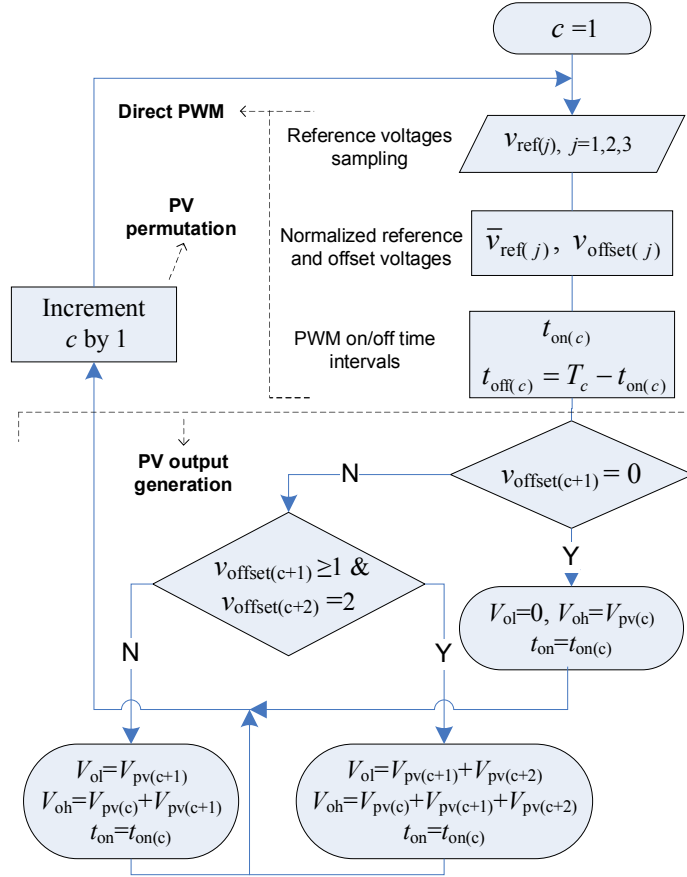 c =1
Direct PWM
Reference voltages
sampling
v_ref(j), j=1,2,3
PV
permutation
Normalized reference
and offset voltages
v̅_ref(j), v_offset(j)
Increment
c by 1
PWM on/off time
intervals
t_on(c)
t_off(c) = T_c − t_on(c)
PV output
generation
N
v_offset(c+1) = 0
Y
v_offset(c+1) ≥1 &
v_offset(c+2) =2
N
Y
V_ol=0, V_oh=V_pv(c)
t_on=t_on(c)
V_ol=V_pv(c+1)
V_oh=V_pv(c)+V_pv(c+1)
t_on=t_on(c)
V_ol=V_pv(c+1)+V_pv(c+2)
V_oh=V_pv(c)+V_pv(c+1)+V_pv(c+2)
t_on=t_on(c)